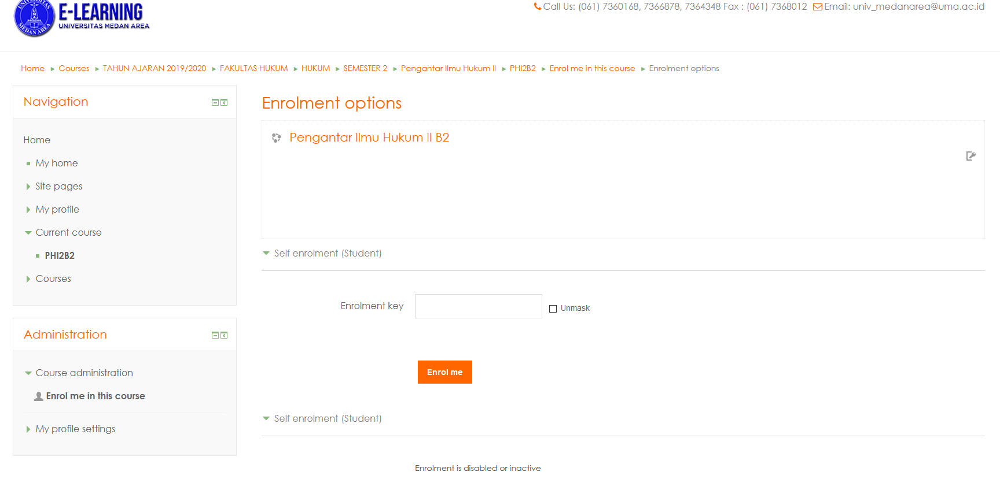 E-LEARNING
UNIVERSITAS MEDAN AREA
UNIVERSITAS MEDAN AREA
Call Us: (061) 7360168, 7366878, 7364348 Fax : (061) 7368012 Email: univ_medanarea@uma.ac.id
Home ► Courses ► TAHUN AJARAN 2019/2020 ► FAKULTAS HUKUM ► HUKUM ► SEMESTER 2 ► Pengantar Ilmu Hukum II ► PHI2B2 ► Enrol me in this course ► Enrolment options
Navigation
Home
My home
Site pages
My profile
Current course
PHI2B2
Courses
Administration
Course administration
Enrol me in this course
My profile settings
Enrolment options
Pengantar Ilmu Hukum II B2
Self enrolment (Student)
Enrolment key
Unmask
Enrol me
Self enrolment (Student)
Enrolment is disabled or inactive